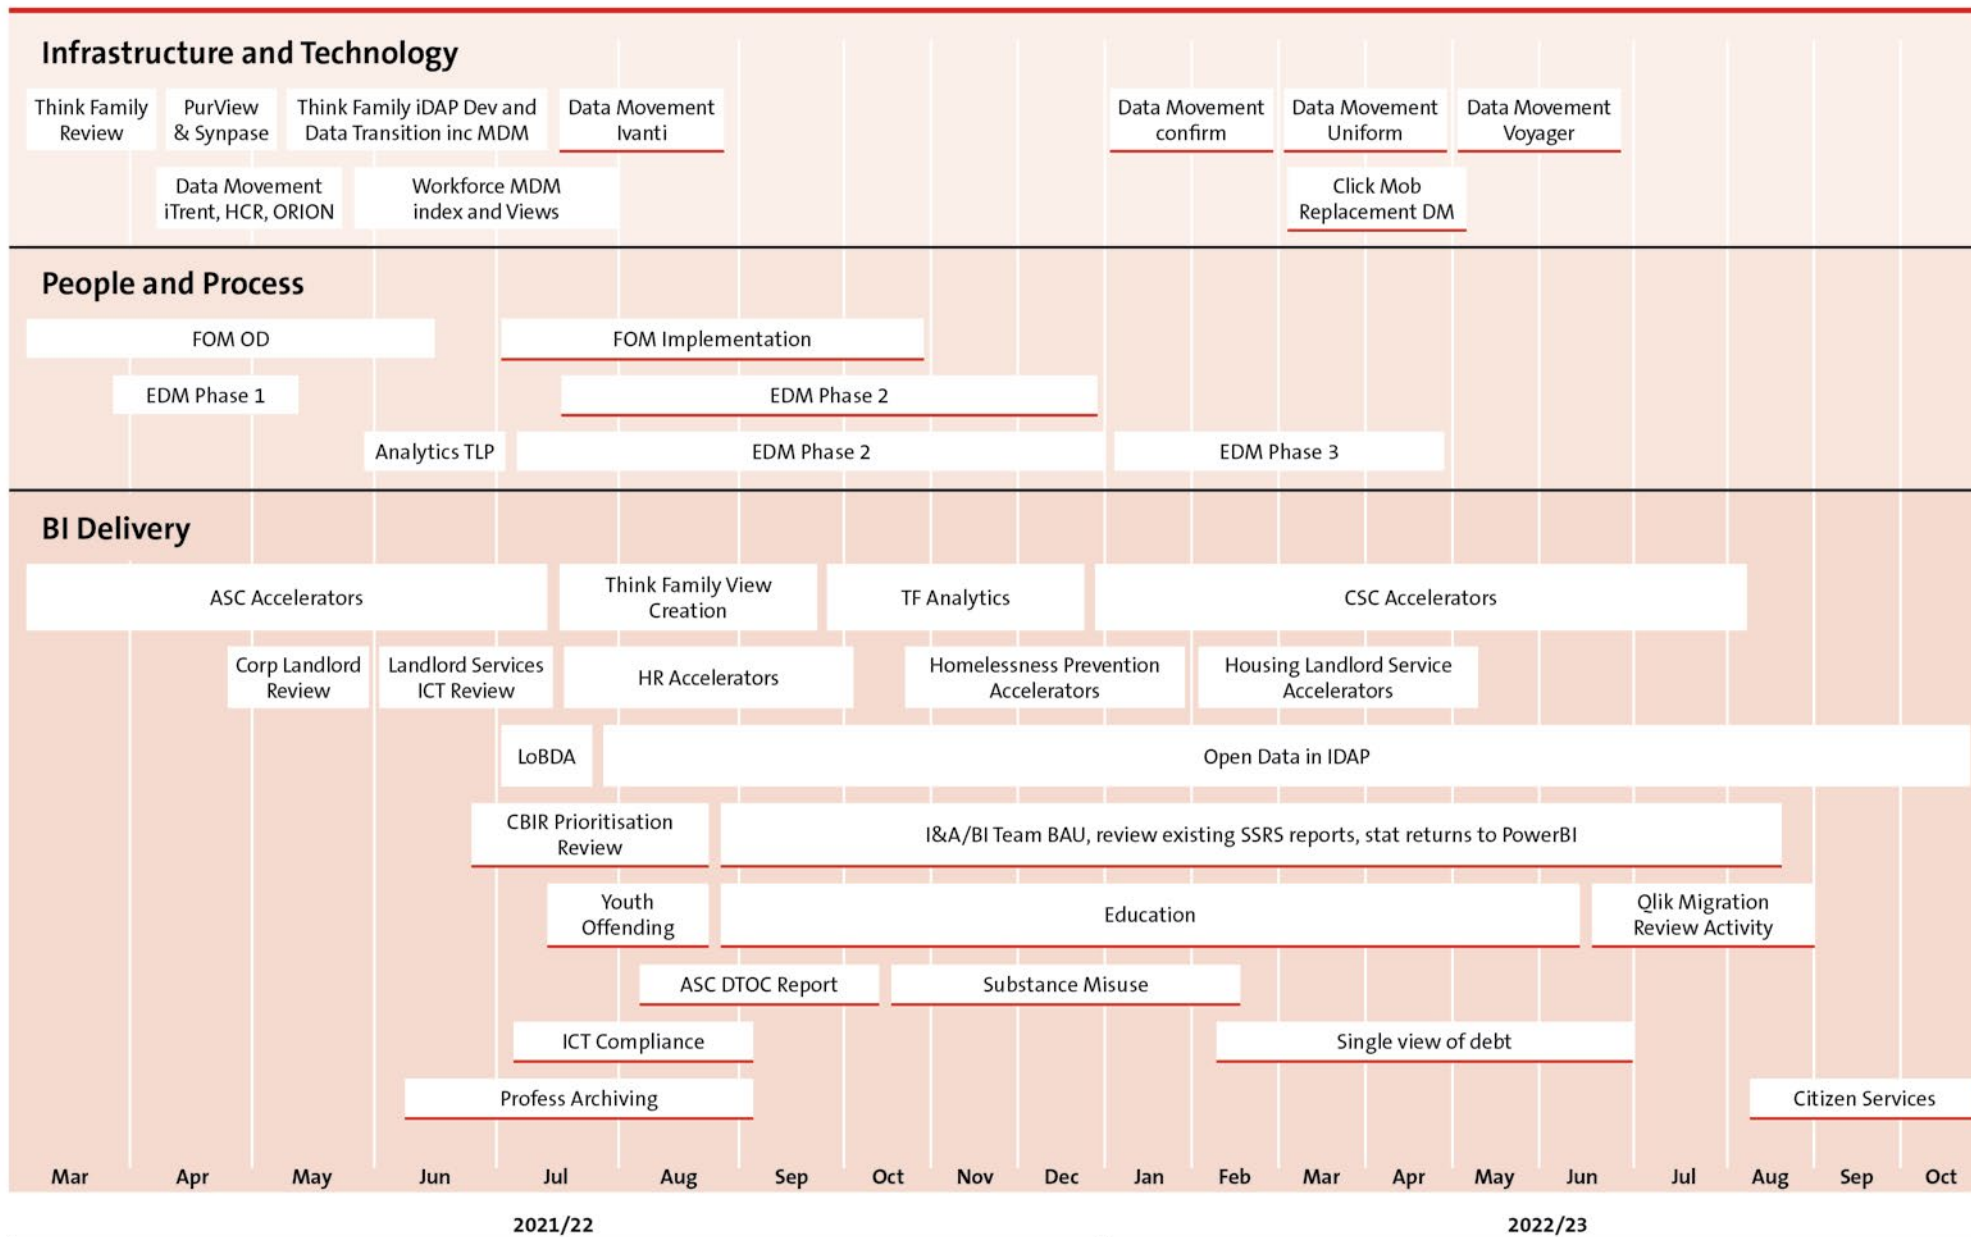 Infrastructure and Technology
Think Family
Review
PurView
& Synpase
Think Family iDAP Dev and
Data Transition inc MDM
Data Movement
Ivanti
Data Movement
confirm
Data Movement
Uniform
Data Movement
Voyager
Data Movement
iTrent, HCR, ORION
Workforce MDM
index and Views
Click Mob
Replacement DM
People and Process
FOM OD
FOM Implementation
EDM Phase 1
EDM Phase 2
Analytics TLP
EDM Phase 2
EDM Phase 3
BI Delivery
ASC Accelerators
Think Family View
Creation
TF Analytics
CSC Accelerators
Corp Landlord
Review
Landlord Services
ICT Review
HR Accelerators
Homelessness Prevention
Accelerators
Housing Landlord Service
Accelerators
LoBDA
Open Data in IDAP
CBIR Prioritisation
Review
I&A/BI Team BAU, review existing SSRS reports, stat returns to PowerBI
Youth
Offending
Education
Qlik Migration
Review Activity
ASC DTOC Report
Substance Misuse
ICT Compliance
Single view of debt
Profess Archiving
Citizen Services
Mar Apr May Jun Jul Aug Sep Oct Nov Dec Jan Feb Mar Apr May Jun Jul Aug Sep Oct
2021/22 2022/23